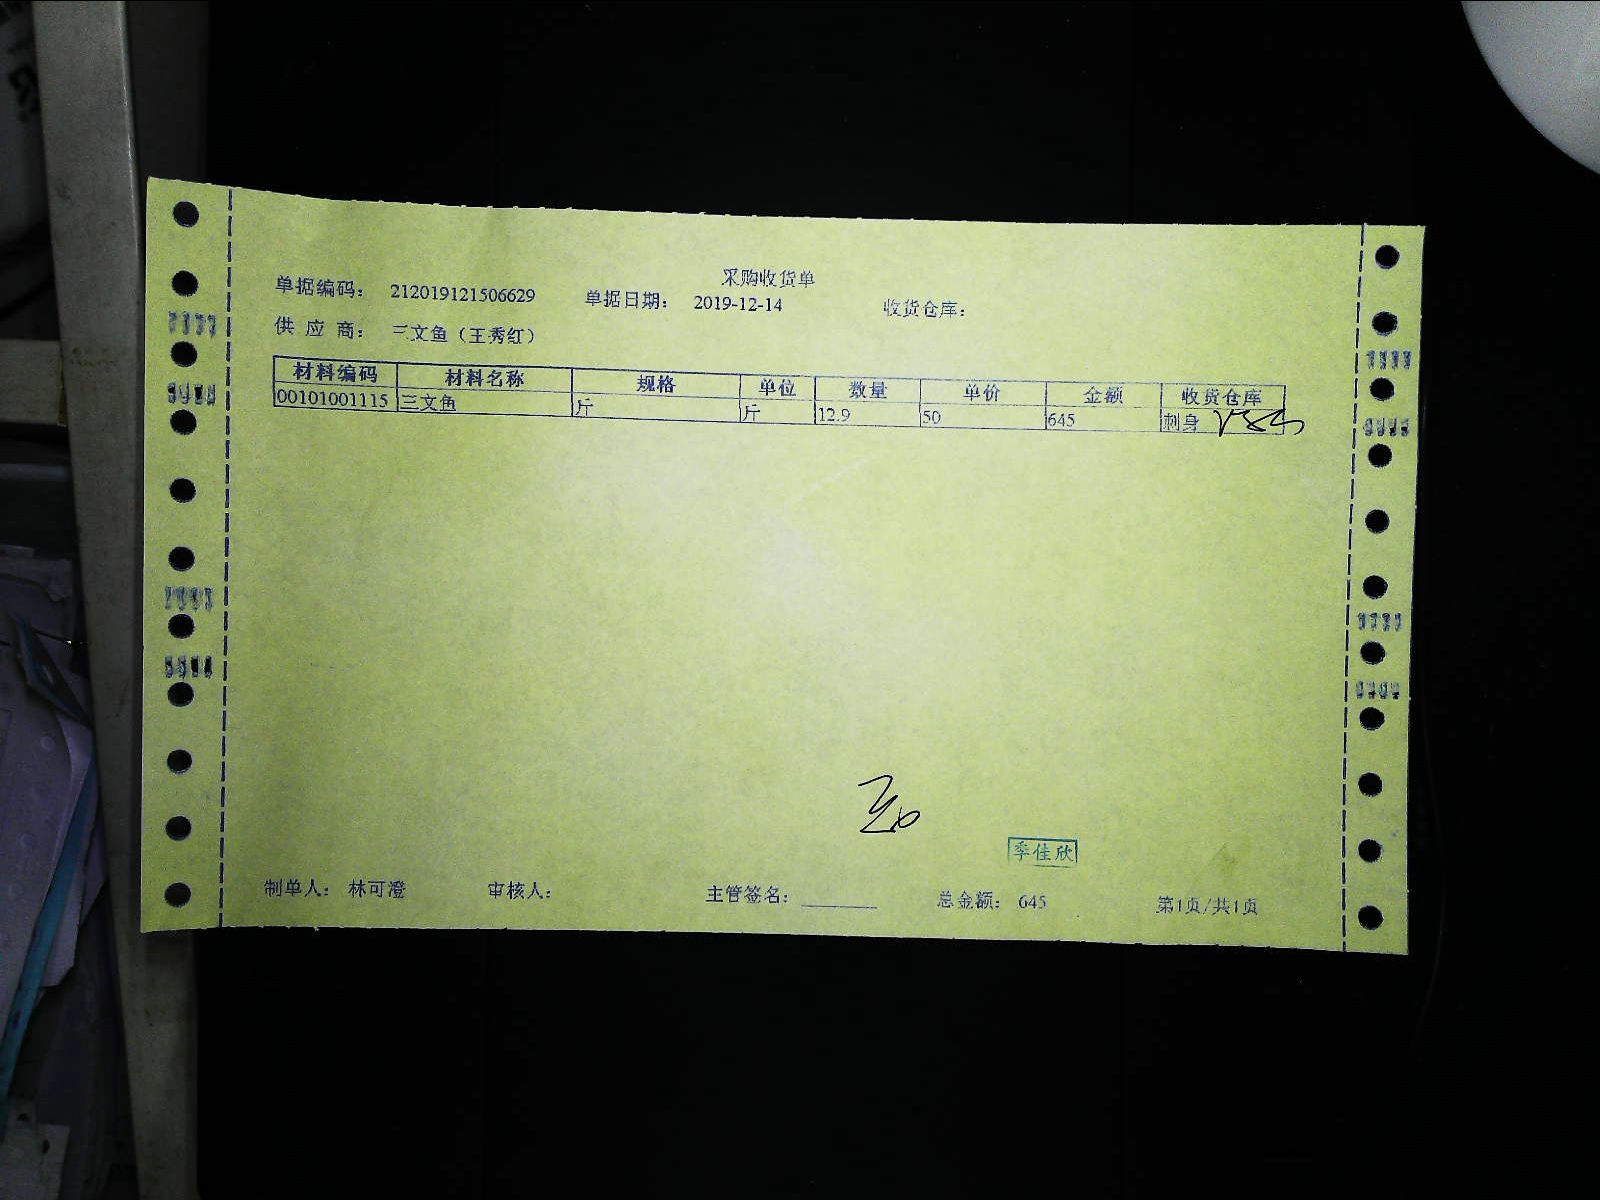 采购收货单
单据编码： 212019121506629 单据日期： 2019-12-14 收货仓库：
供 应 商： 三文鱼（王秀红）
材料编码 材料名称 规格 单位 数量 单价 金额 收货仓库
00101001115 三文鱼 斤 斤 12.9 50 645 刺身
季佳欣
制单人： 林可澄 审核人： 主管签名： ________ 总金额： 645 第1页/共1页